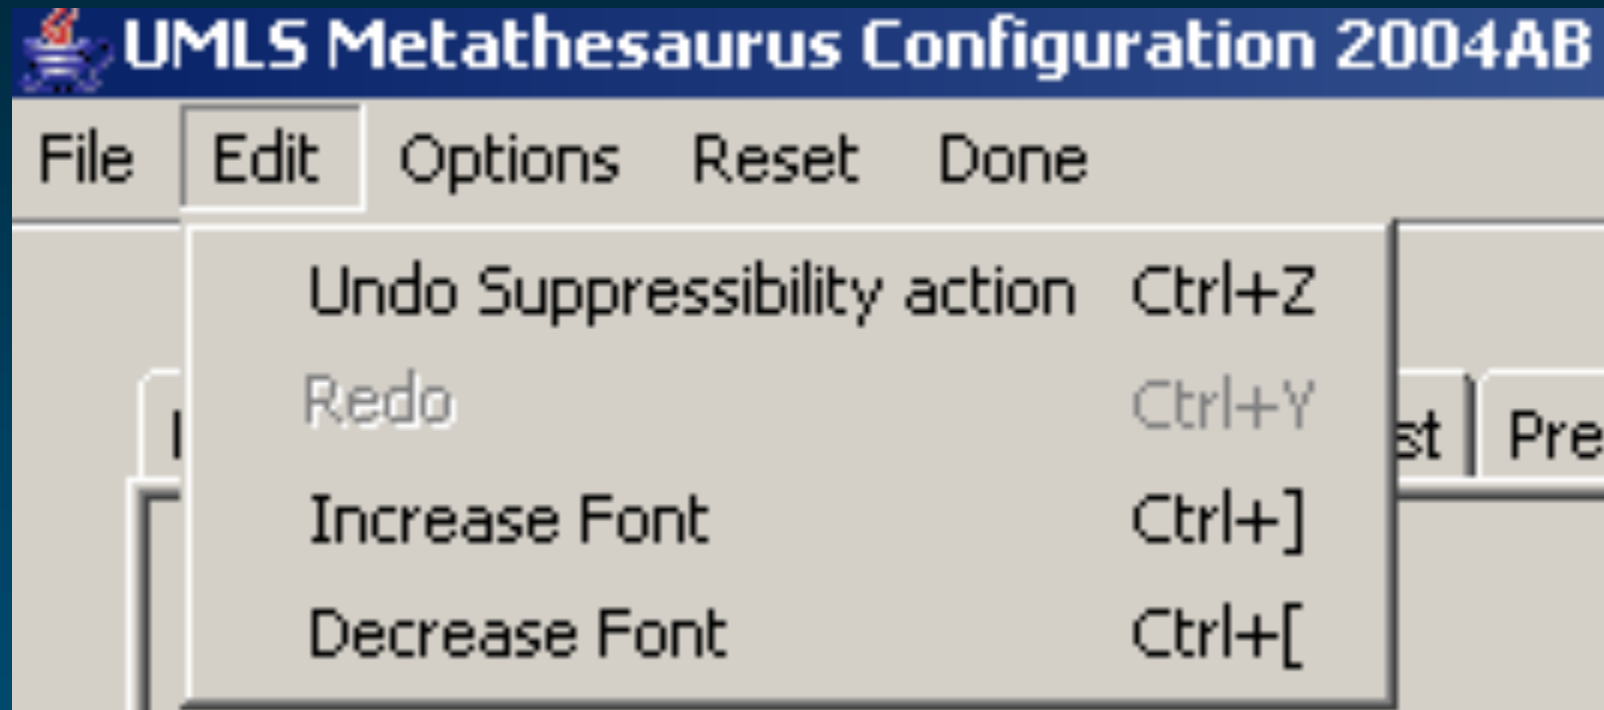 UMLS Metathesaurus Configuration 2004AB
File Edit Options Reset Done
Undo Suppressibility action Ctrl+Z
Redo Ctrl+Y
Increase Font Ctrl+]
Decrease Font Ctrl+[